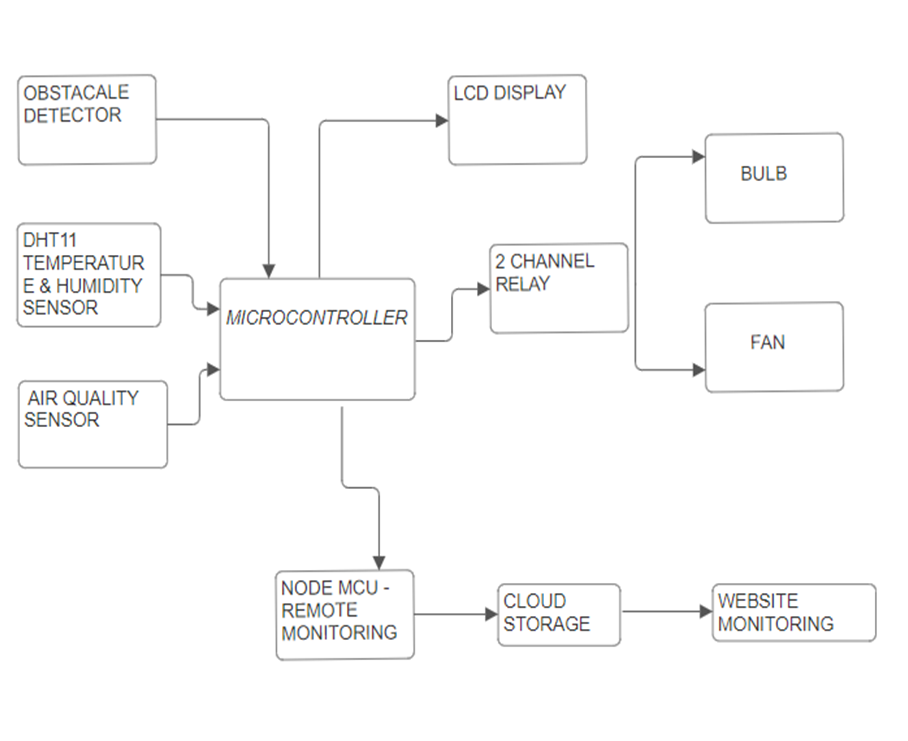 OBSTACALE
DETECTOR
LCD DISPLAY
BULB
DHT11
TEMPERATUR
E & HUMIDITY
SENSOR
2 CHANNEL
RELAY
MICROCONTROLLER
FAN
AIR QUALITY
SENSOR
NODE MCU -
REMOTE
MONITORING
CLOUD
STORAGE
WEBSITE
MONITORING